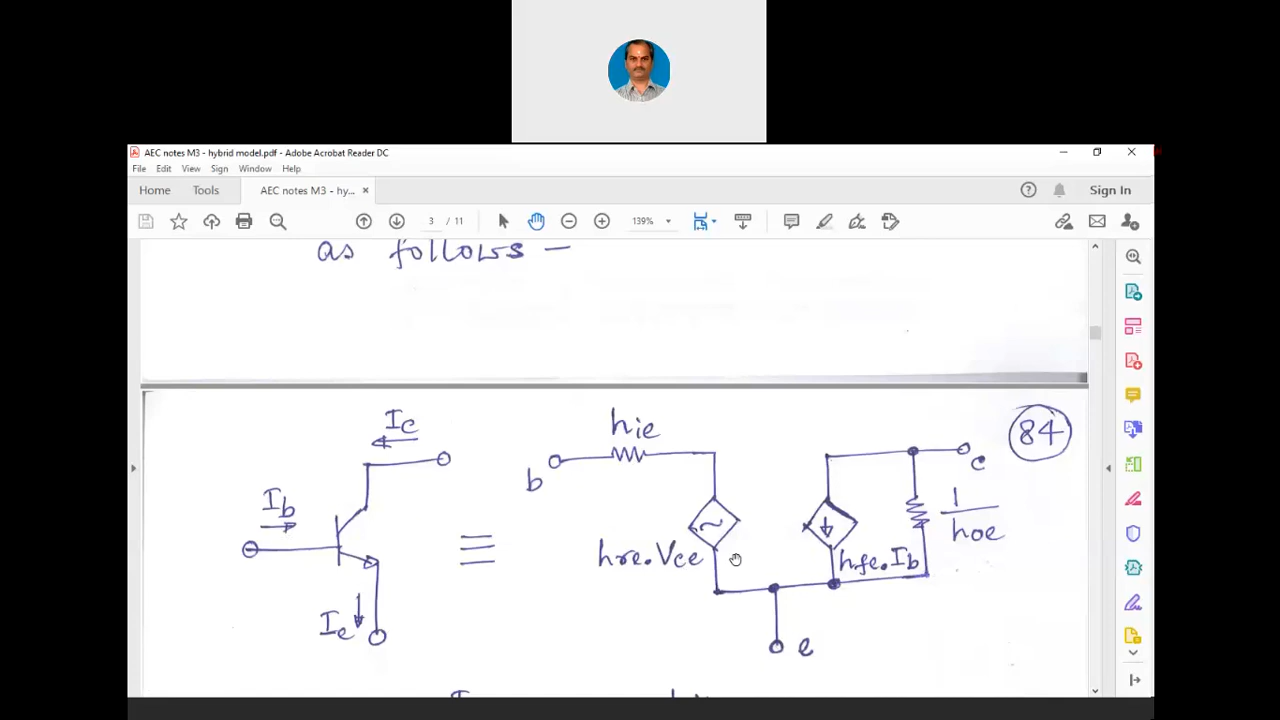 AEC notes M3 - hybrid model.pdf - Adobe Acrobat Reader DC
File Edit View Sign Window Help
Home Tools AEC notes M3 - hy... × Sign In
3 / 11 139%
as follows –
84
Ic
hie
b
c
Ib
1
hoe
hre.Vce
hfe.Ib
Ie
e